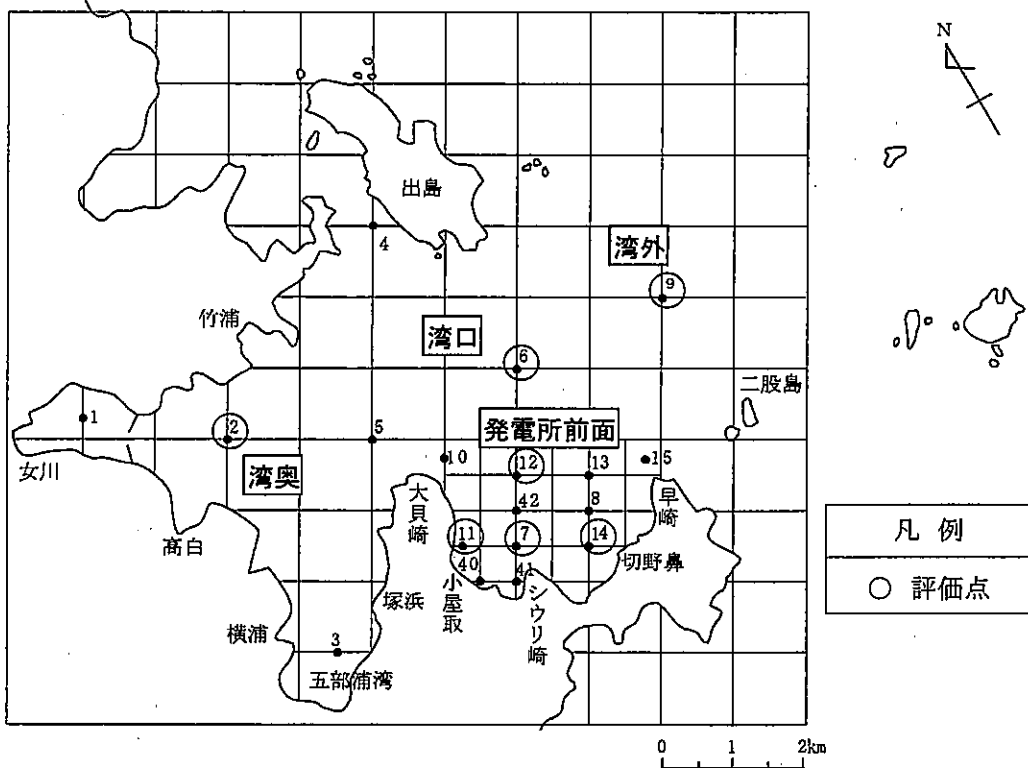 N
出島
4
湾外
9
竹浦
湾口
6
二股島
1
2
5
発電所前面
女川
湾奥
10
12
13
15
大貝崎
42
8
早崎
高白
11
7
14
切野鼻
40
41
小屋取
シウリ崎
塚浜
横浦
3
五部浦湾
凡例
○ 評価点
0 1 2km